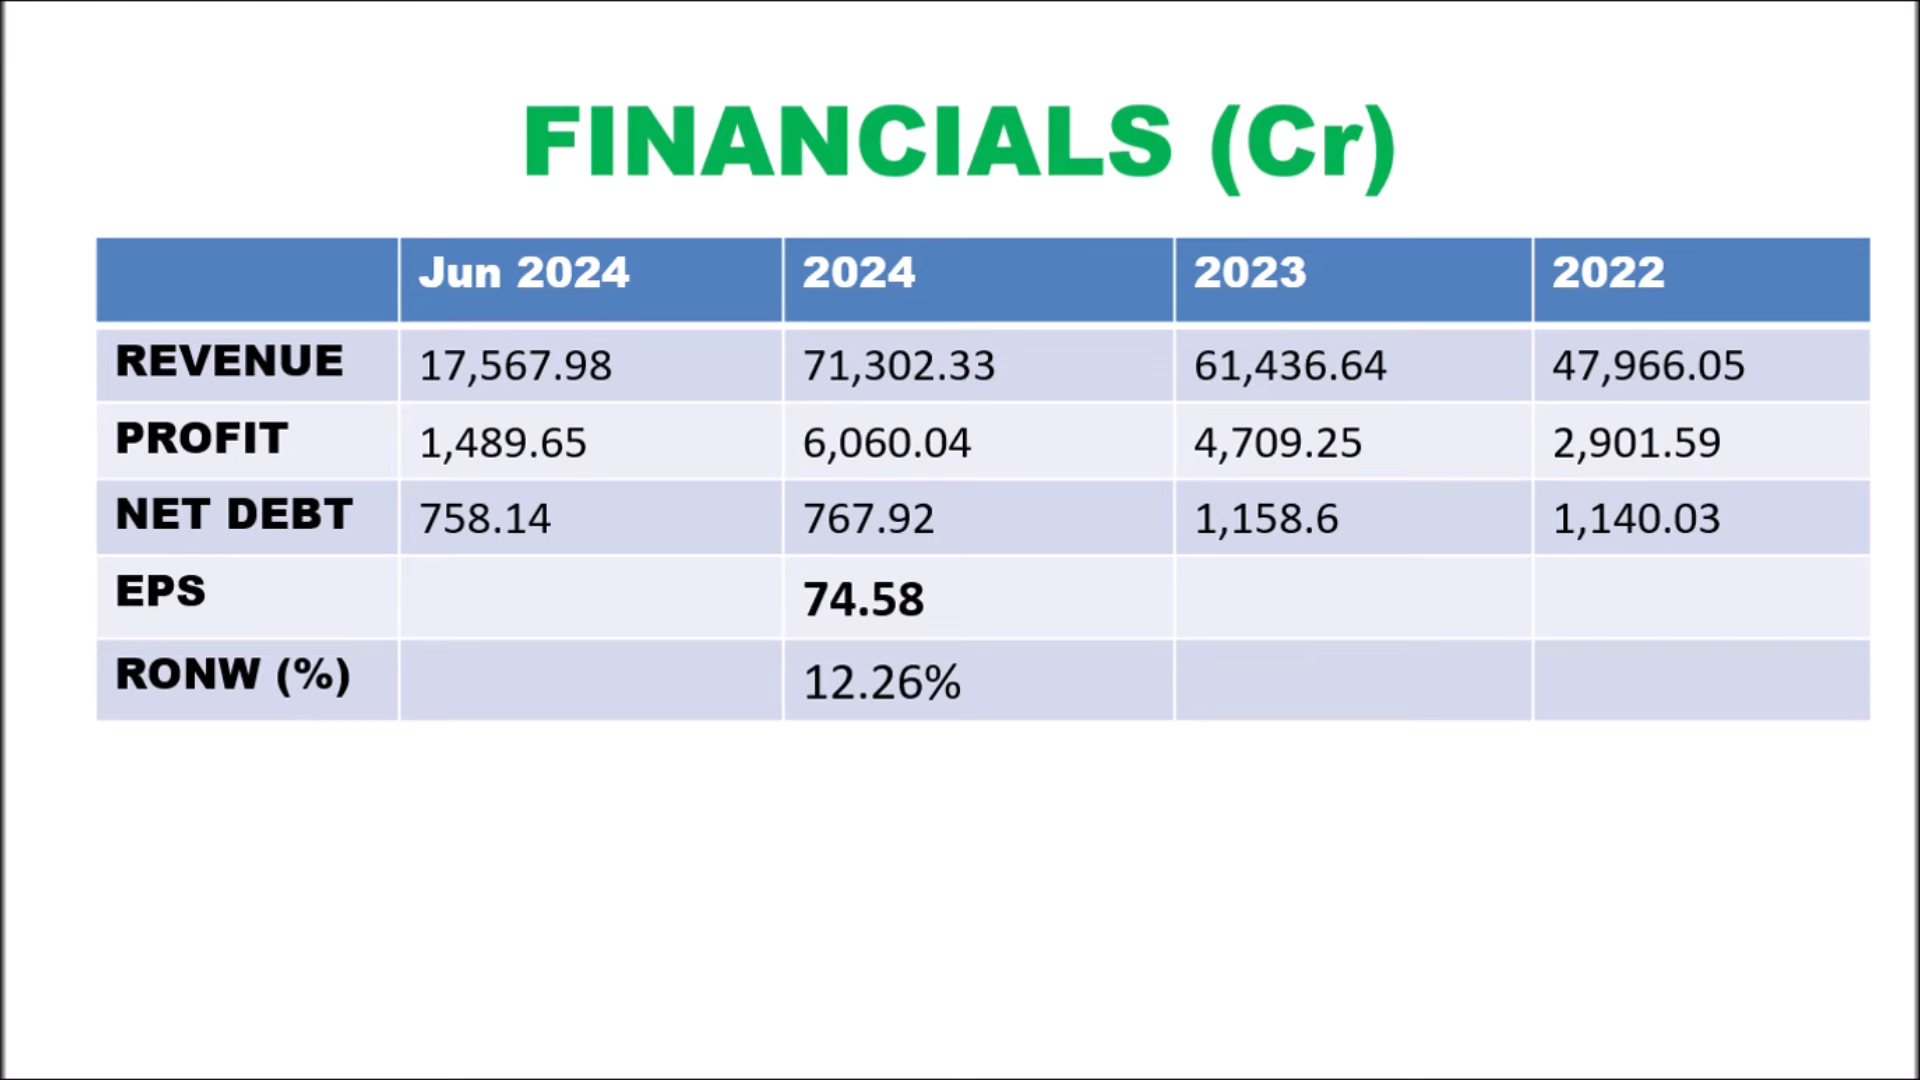 FINANCIALS (Cr)
Jun 2024 2024 2023 2022
REVENUE 17,567.98 71,302.33 61,436.64 47,966.05
PROFIT 1,489.65 6,060.04 4,709.25 2,901.59
NET DEBT 758.14 767.92 1,158.6 1,140.03
EPS 74.58
RONW (%) 12.26%